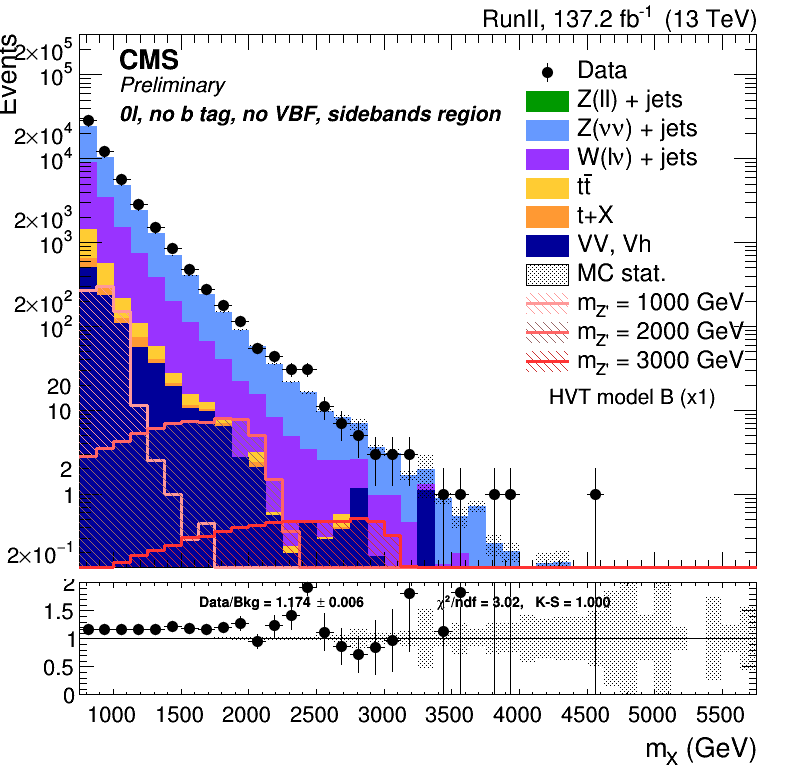 RunII, 137.2 fb⁻¹ (13 TeV)
Events
CMS
Preliminary
0l, no b tag, no VBF, sidebands region
Data
Z(ll) + jets
Z(νν) + jets
W(lν) + jets
tt̄
t+X
VV, Vh
MC stat.
m_Z' = 1000 GeV
m_Z' = 2000 GeV
m_Z' = 3000 GeV
HVT model B (x1)
2×10⁵
10⁵
2×10⁴
10⁴
2×10³
10³
2×10²
10²
20
10
2
1
2×10⁻¹
Data/Bkg = 1.174 ± 0.006 χ²/ndf = 3.02, K-S = 1.000
2
1.5
1
0.5
0
1000 1500 2000 2500 3000 3500 4000 4500 5000 5500
m_X (GeV)